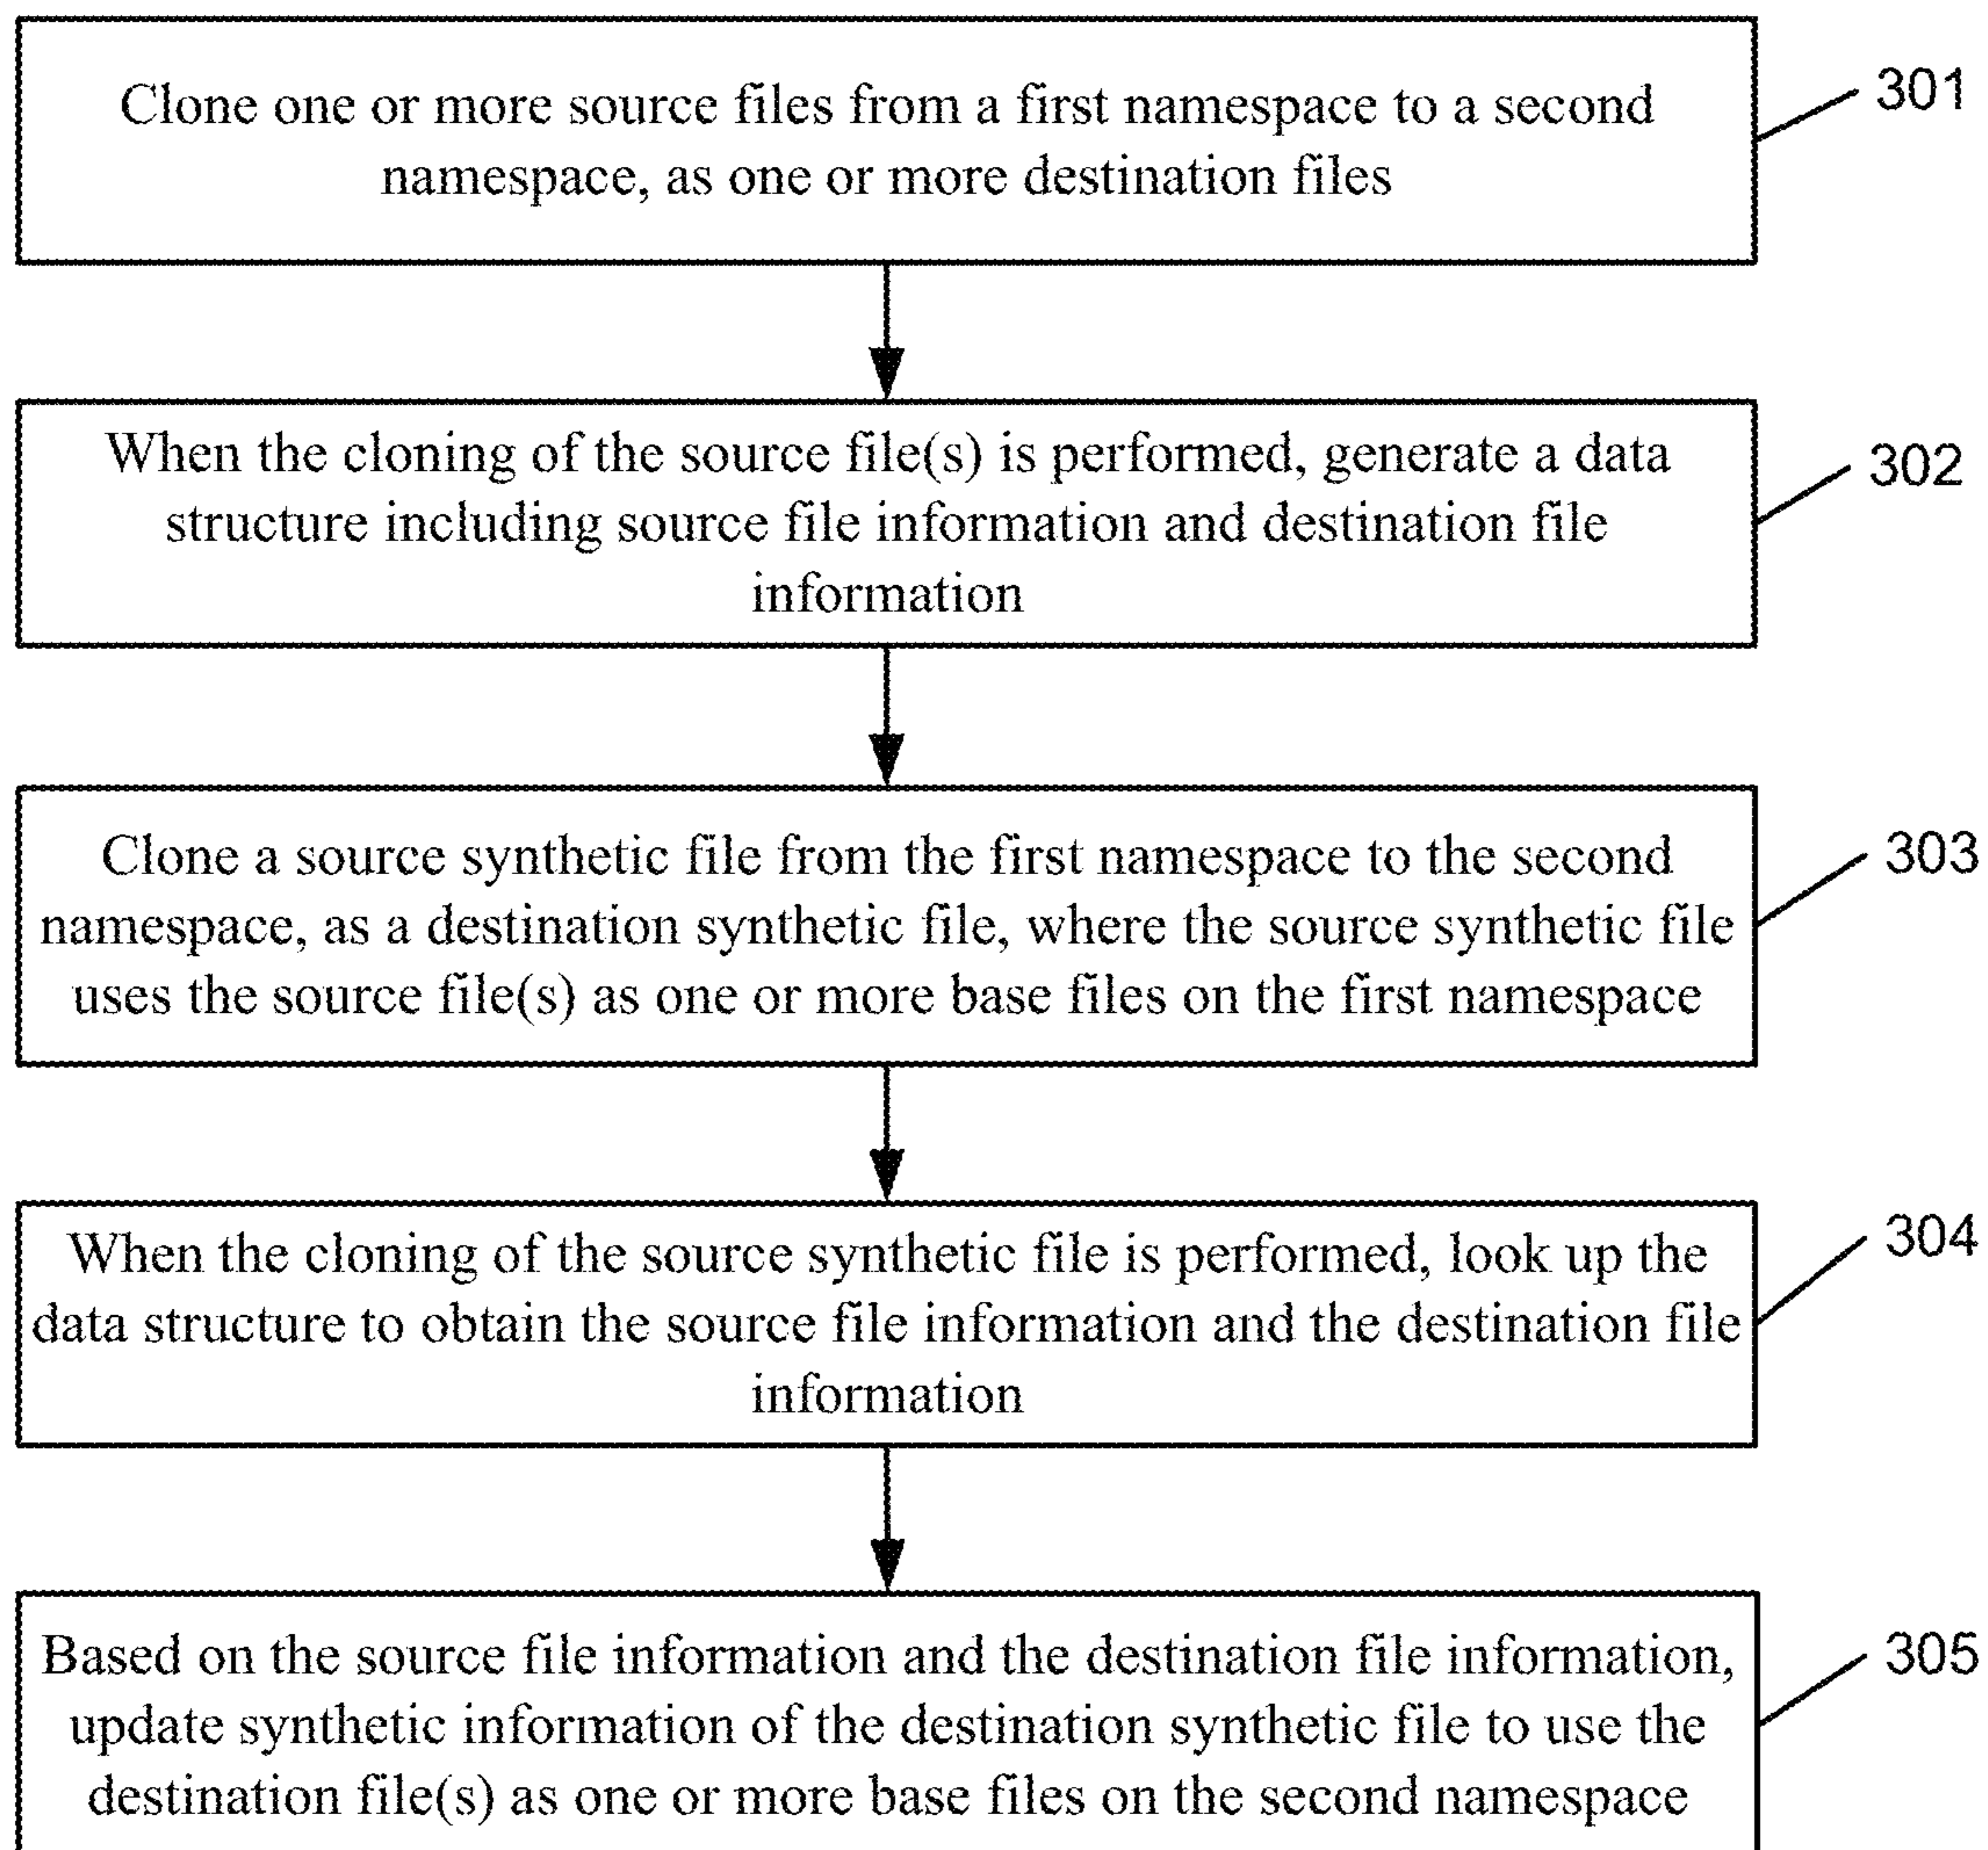 Clone one or more source files from a first namespace to a second
namespace, as one or more destination files
301
When the cloning of the source file(s) is performed, generate a data
structure including source file information and destination file
information
302
Clone a source synthetic file from the first namespace to the second
namespace, as a destination synthetic file, where the source synthetic file
uses the source file(s) as one or more base files on the first namespace
303
When the cloning of the source synthetic file is performed, look up the
data structure to obtain the source file information and the destination file
information
304
Based on the source file information and the destination file information,
update synthetic information of the destination synthetic file to use the
destination file(s) as one or more base files on the second namespace
305